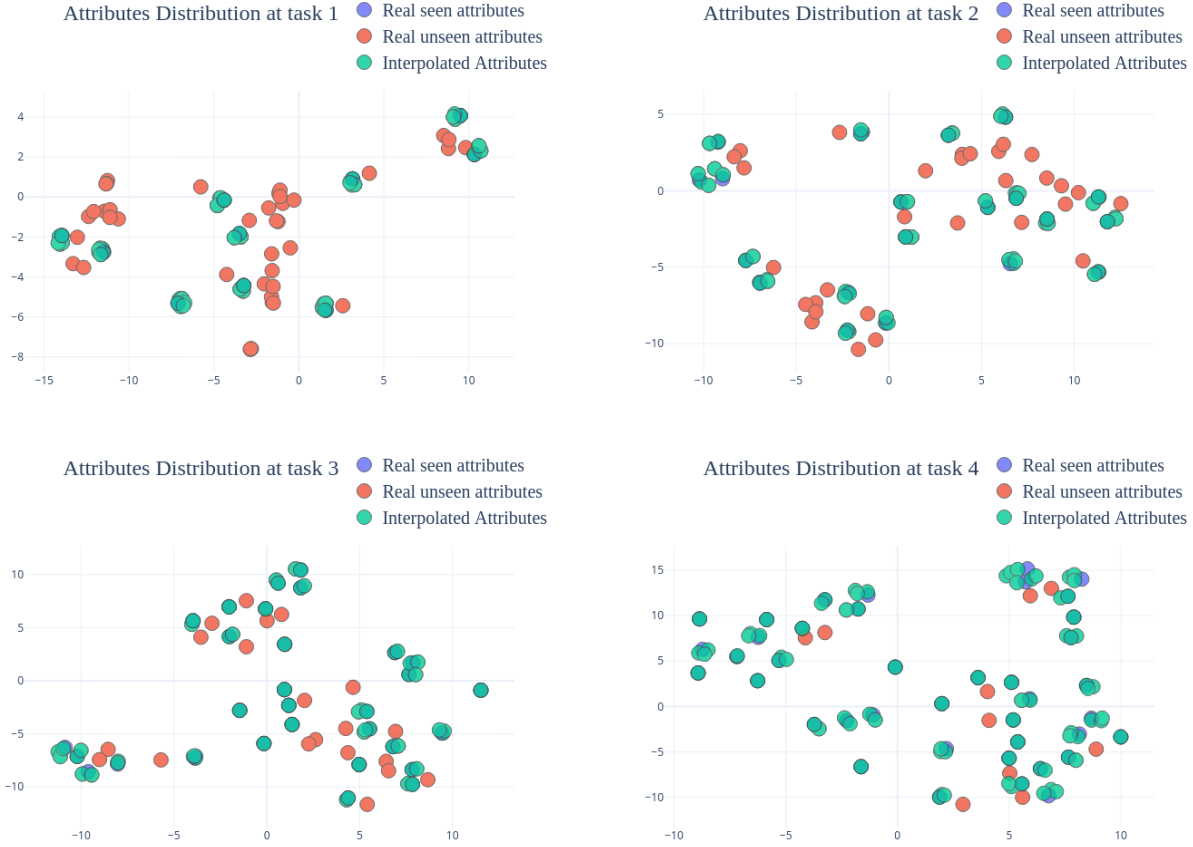 Attributes Distribution at task 1
Real seen attributes
Real unseen attributes
Interpolated Attributes
4
2
0
−2
−4
−6
−8
−15
−10
−5
0
5
10
Attributes Distribution at task 2
Real seen attributes
Real unseen attributes
Interpolated Attributes
5
0
−5
−10
−10
−5
0
5
10
Attributes Distribution at task 3
Real seen attributes
Real unseen attributes
Interpolated Attributes
10
5
0
−5
−10
−10
−5
0
5
10
Attributes Distribution at task 4
Real seen attributes
Real unseen attributes
Interpolated Attributes
15
10
5
0
−5
−10
−10
−5
0
5
10